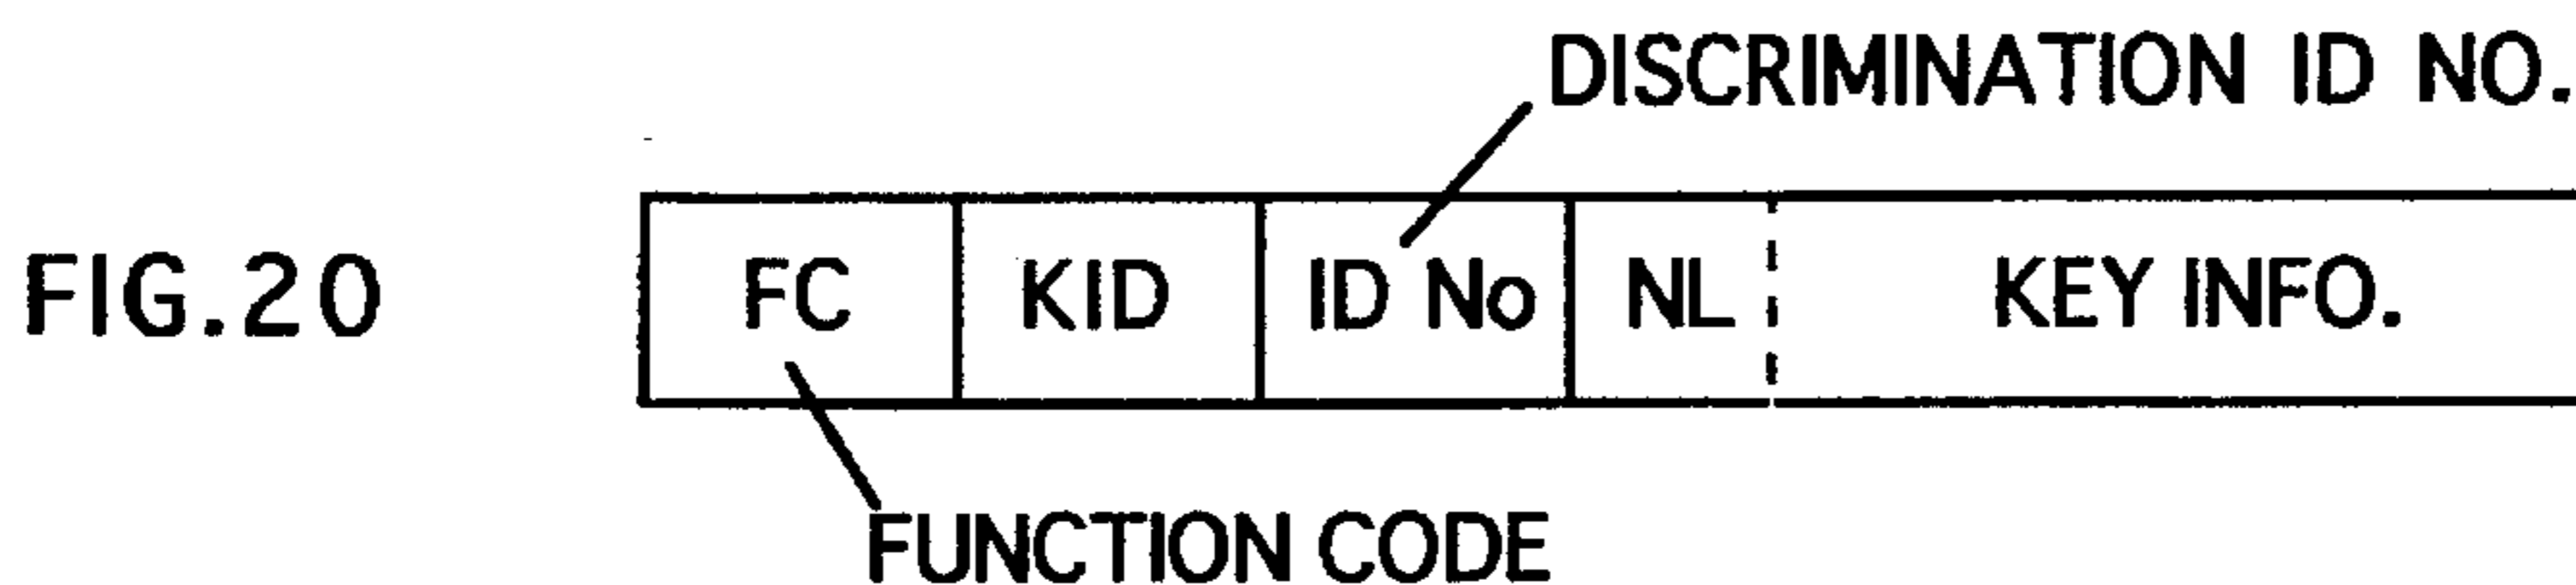 DISCRIMINATION ID NO.
FIG.20 FC KID ID No NL KEY INFO.
FUNCTION CODE